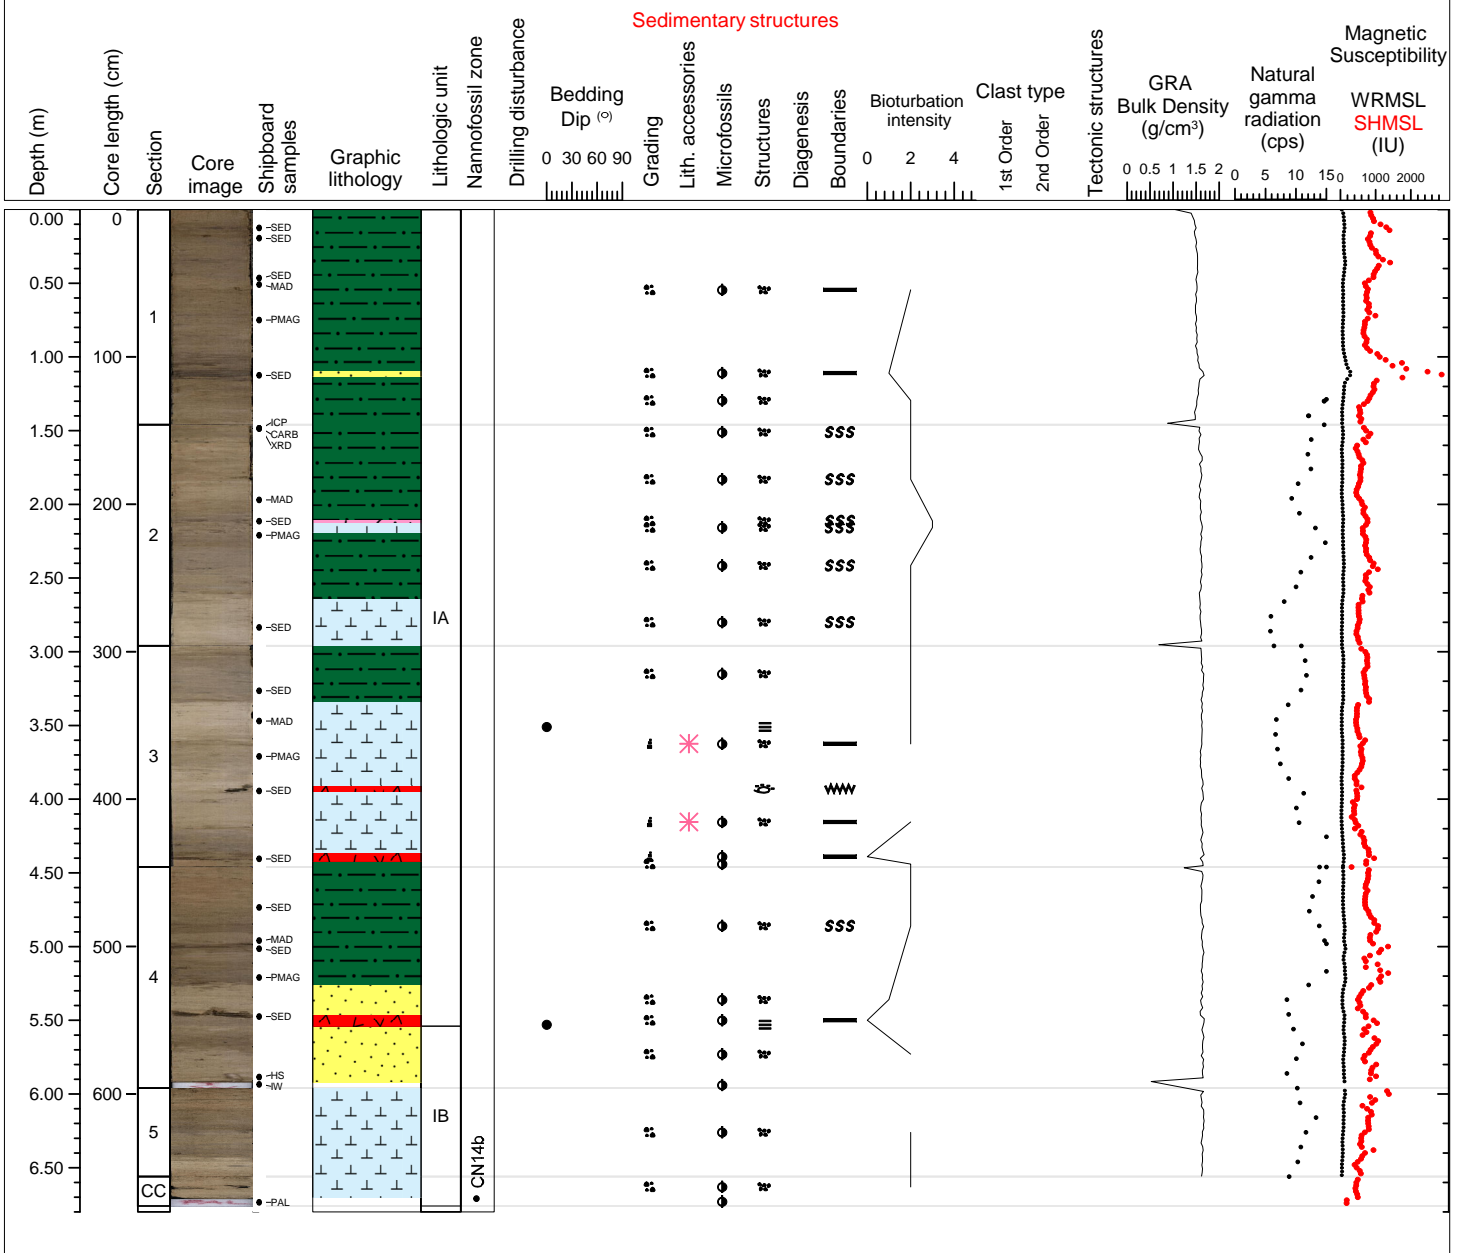 Sedimentary structures
Depth (m)
Core length (cm)
Section
Core
image
Shipboard
samples
Graphic
lithology
Lithologic unit
Nannofossil zone
Drilling disturbance
Bedding
Dip (o)
0 30 60 90
Grading
Lith. accessories
Microfossils
Structures
Diagenesis
Boundaries
Bioturbation
intensity
0 2 4
Clast type
1st Order
2nd Order
Tectonic structures
GRA
Bulk Density
(g/cm³)
0 0.5 1 1.5 2
Natural
gamma
radiation
(cps)
0 5 10 15
Magnetic
Susceptibility
WRMSL
SHMSL
(IU)
0 1000 2000
0.00
0.50
1.00
1.50
2.00
2.50
3.00
3.50
4.00
4.50
5.00
5.50
6.00
6.50
0
100
200
300
400
500
600
1
2
3
4
5
CC
SED
SED
SED
MAD
PMAG
SED
ICP
CARB
XRD
MAD
SED
PMAG
SED
SED
MAD
PMAG
SED
SED
SED
MAD
SED
PMAG
SED
HS
IW
PAL
IA
IB
CN14b